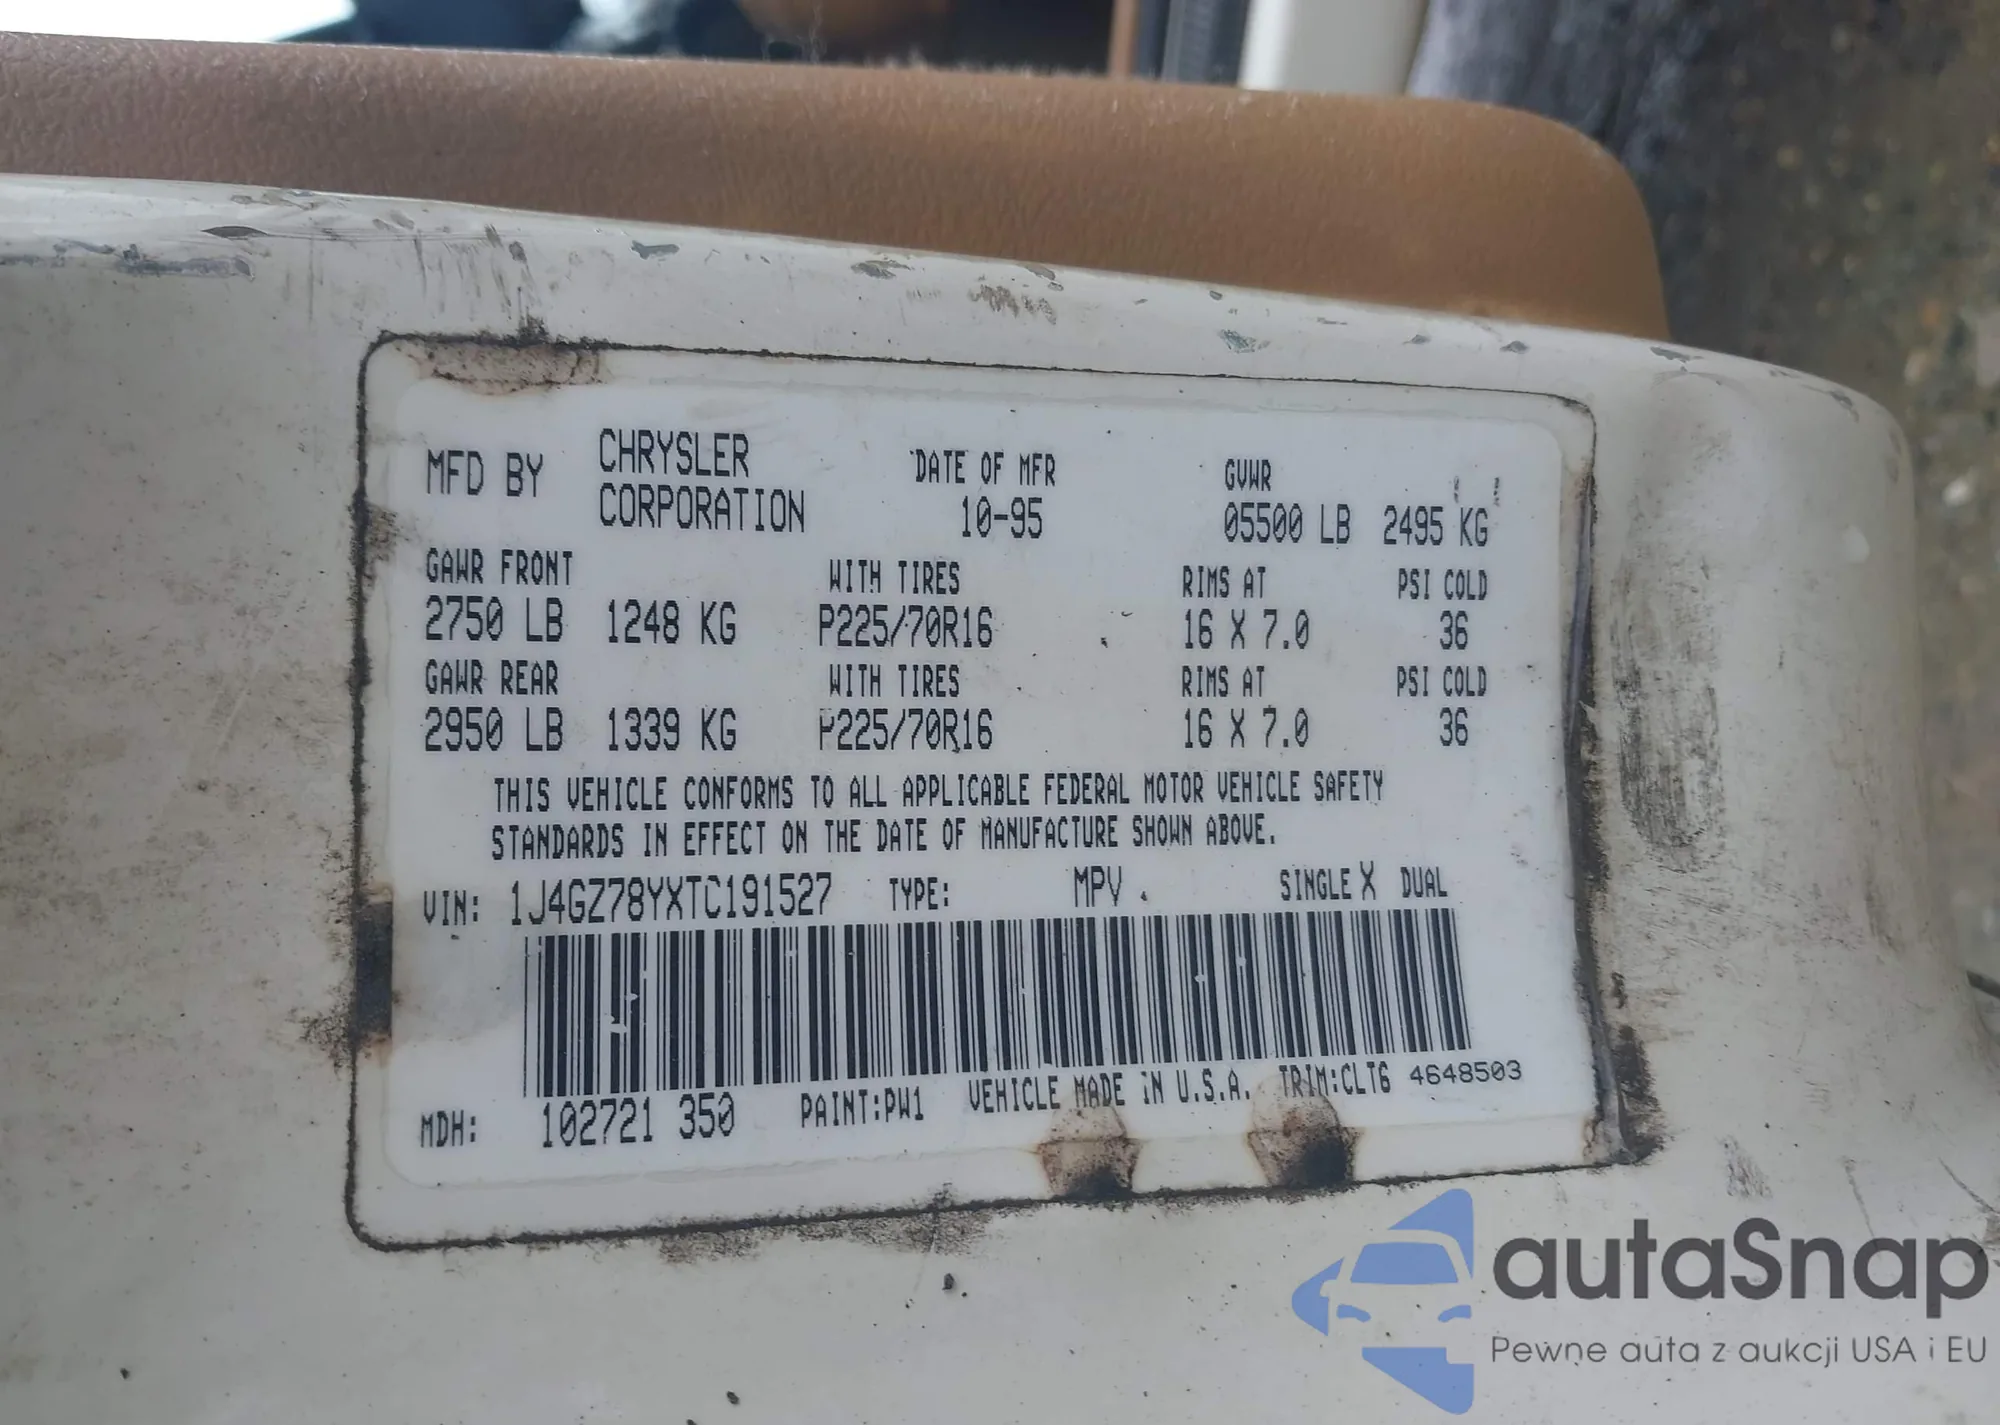 MFD BY CHRYSLER CORPORATION DATE OF MFR 10-95 GVWR 05500 LB 2495 KG
GAWR FRONT WITH TIRES RIMS AT PSI COLD
2750 LB 1248 KG P225/70R16 16 X 7.0 36
GAWR REAR WITH TIRES RIMS AT PSI COLD
2950 LB 1339 KG P225/70R16 16 X 7.0 36
THIS VEHICLE CONFORMS TO ALL APPLICABLE FEDERAL MOTOR VEHICLE SAFETY
STANDARDS IN EFFECT ON THE DATE OF MANUFACTURE SHOWN ABOVE.
VIN: 1J4GZ78YXTC191527 TYPE: MPV SINGLE X DUAL
MDH: 102721 350 PAINT:PW1 VEHICLE MADE IN U.S.A. TRIM:CLT6 4648503
autaSnap
Pewne auta z aukcji USA i EU